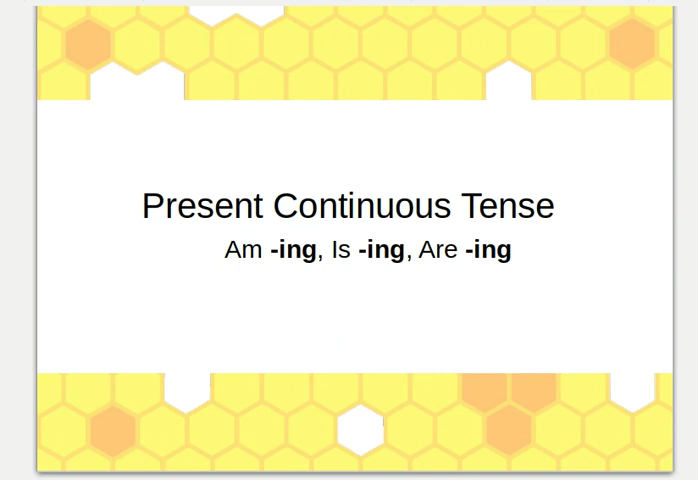 Present Continuous Tense
Am -ing, Is -ing, Are -ing